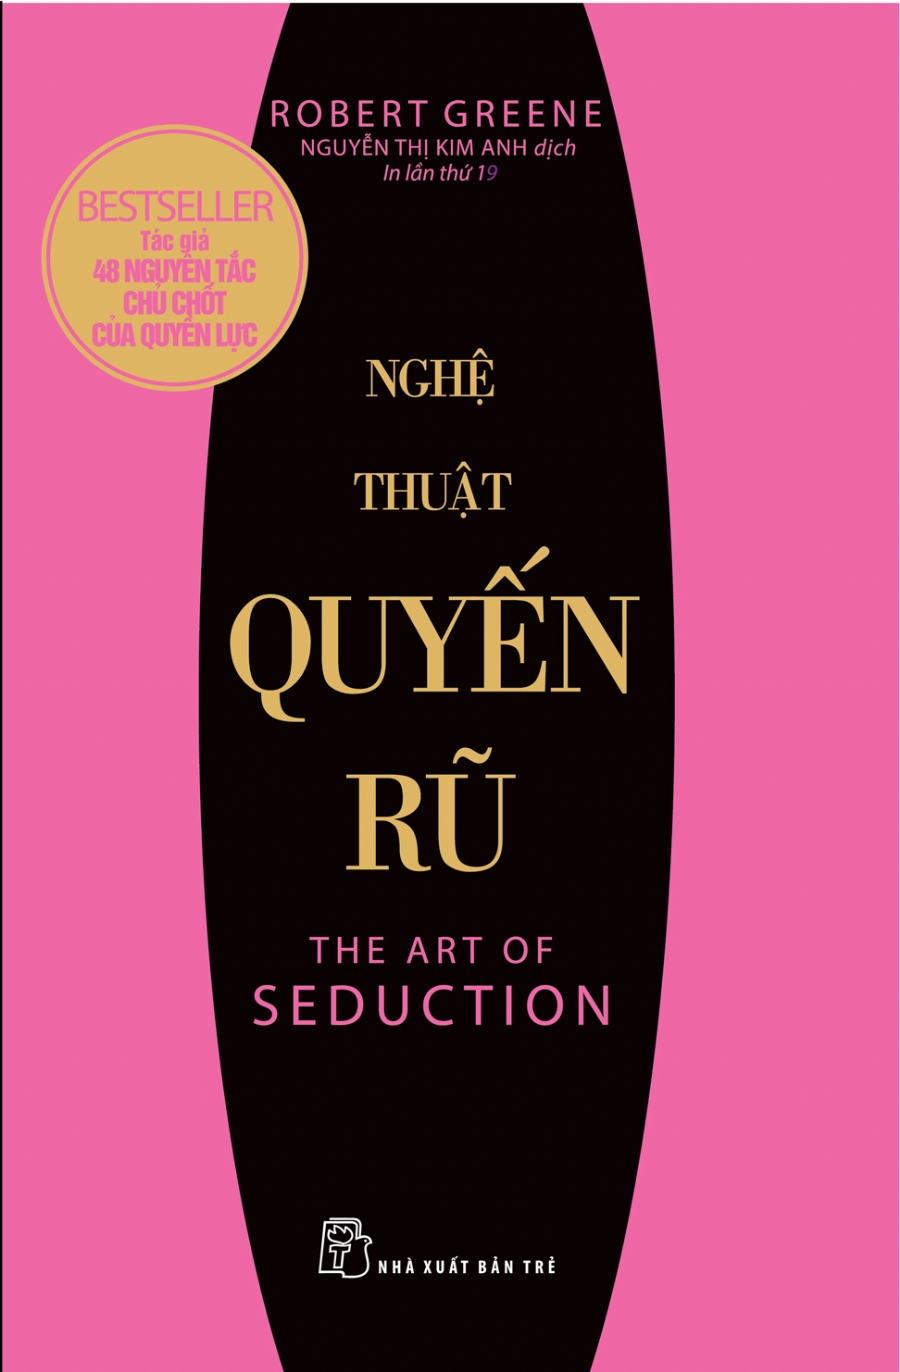 ROBERT GREENE
NGUYỄN THỊ KIM ANH dịch
In lần thứ 19
BESTSELLER
Tác giả
48 NGUYÊN TẮC
CHỦ CHỐT
CỦA QUYỀN LỰC
NGHỆ
THUẬT
QUYẾN
RŨ
THE ART OF
SEDUCTION
T
NHÀ XUẤT BẢN TRẺ